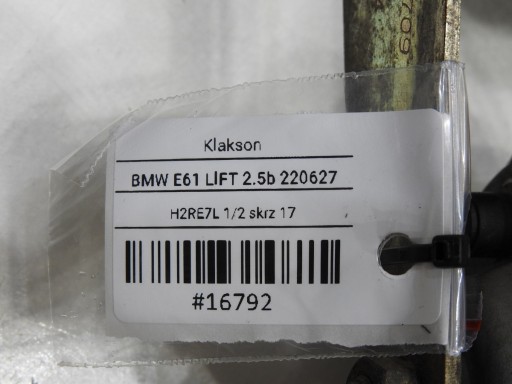 Klakson
BMW E61 LIFT 2.5b 220627
H2RE7L 1/2 skrz 17
#16792